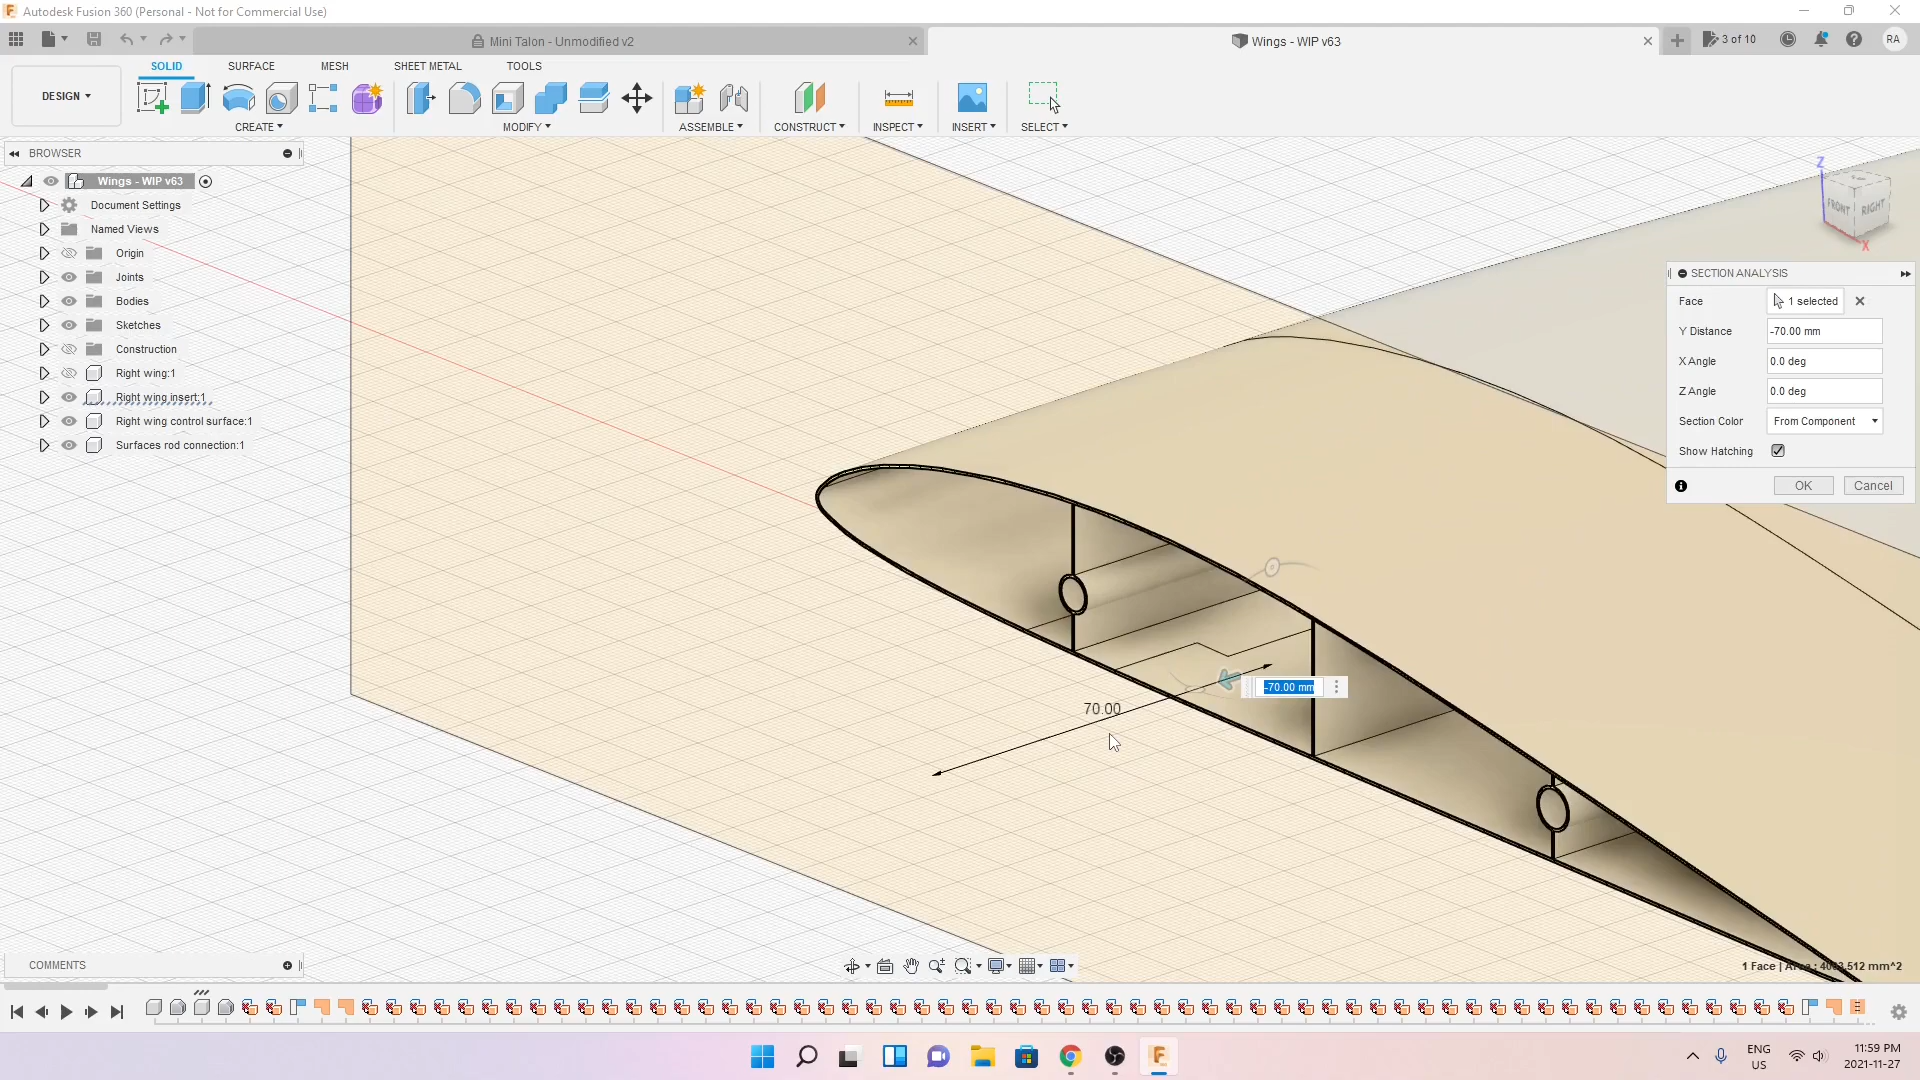 Autodesk Fusion 360 (Personal - Not for Commercial Use)
Mini Talon - Unmodified v2
Wings - WIP v63
3 of 10
RA
DESIGN
SOLID
SURFACE
MESH
SHEET METAL
TOOLS
CREATE
MODIFY
ASSEMBLE
CONSTRUCT
INSPECT
INSERT
SELECT
BROWSER
Wings - WIP v63
Document Settings
Named Views
Origin
Joints
Bodies
Sketches
Construction
Right wing:1
Right wing insert:1
Right wing control surface:1
Surfaces rod connection:1
Z
FRONT
RIGHT
X
SECTION ANALYSIS
Face
1 selected
Y Distance
-70.00 mm
X Angle
0.0 deg
Z Angle
0.0 deg
Section Color
From Component
Show Hatching
OK
Cancel
-70.00 mm
70.00
COMMENTS
1 Face | Area : 512 mm^2
ENG
US
11:59 PM
2021-11-27